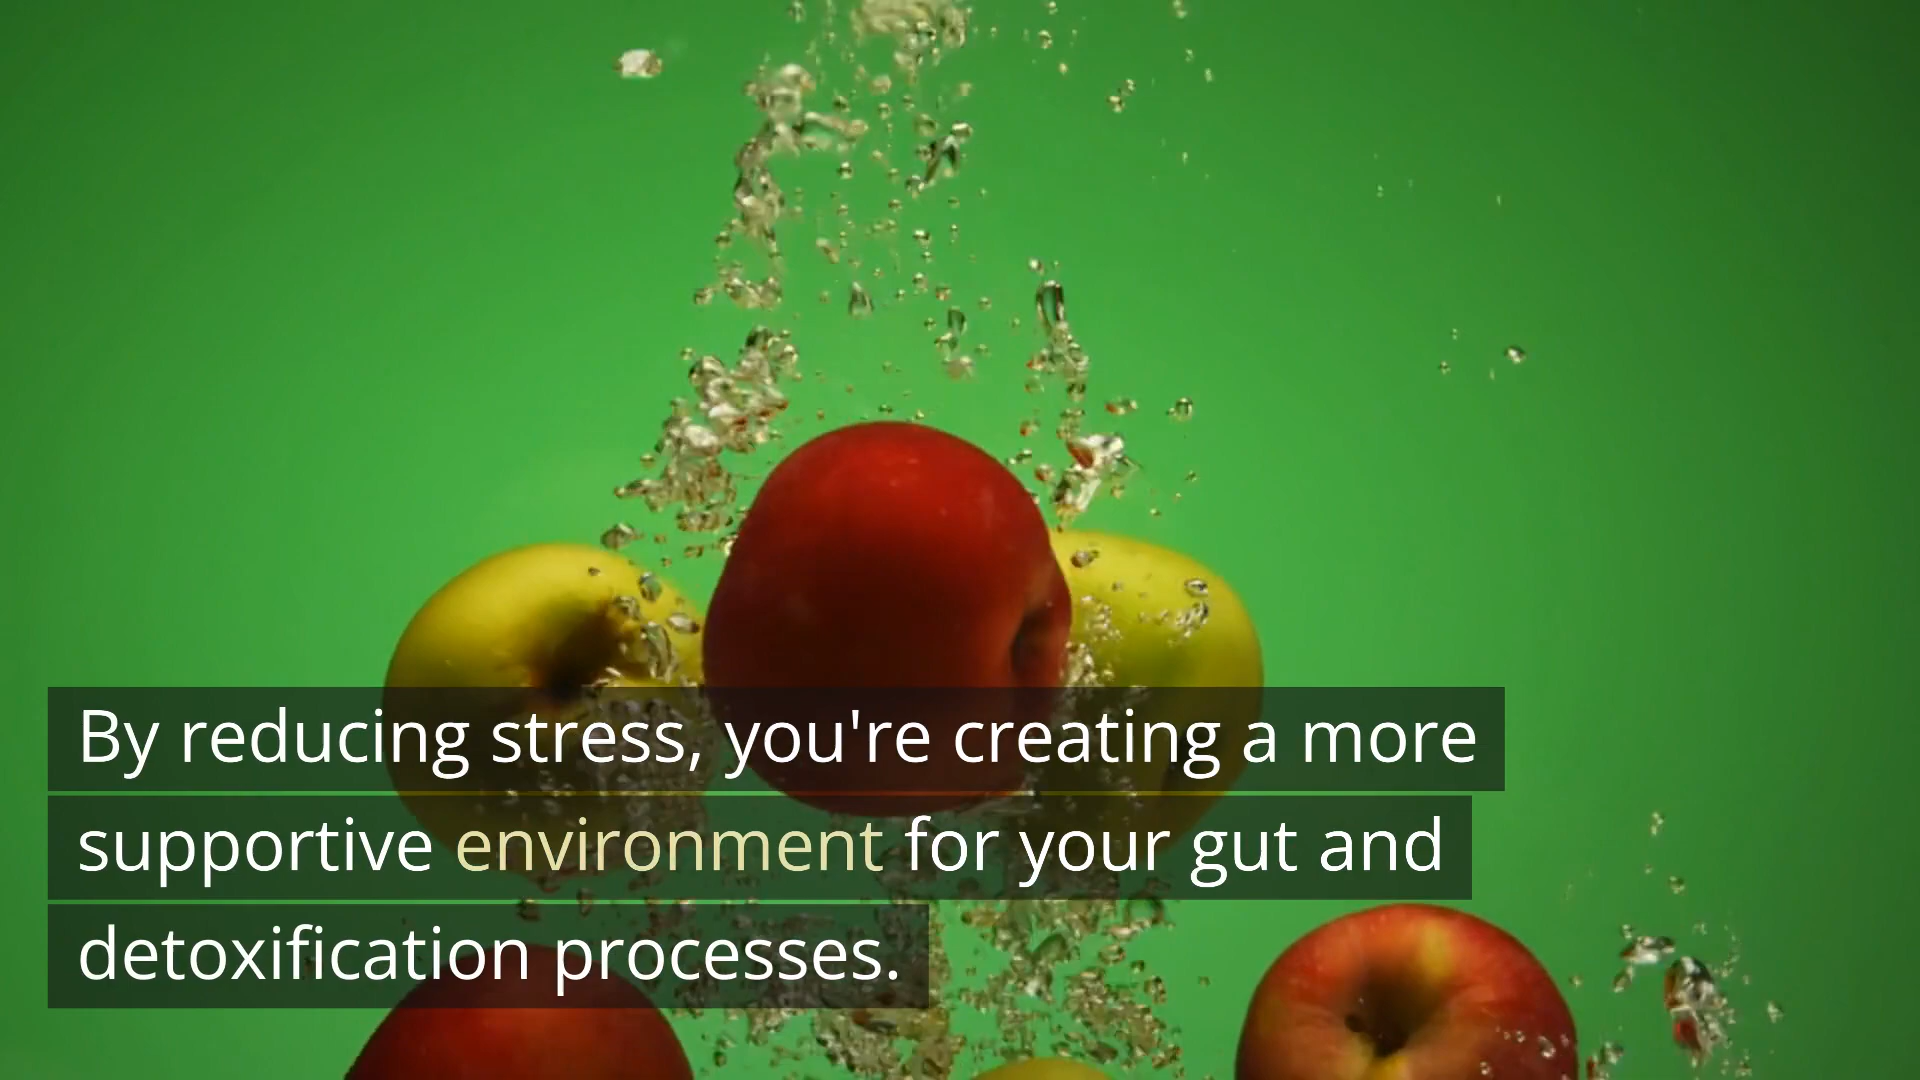 By reducing stress, you're creating a more
supportive environment for your gut and
detoxification processes.